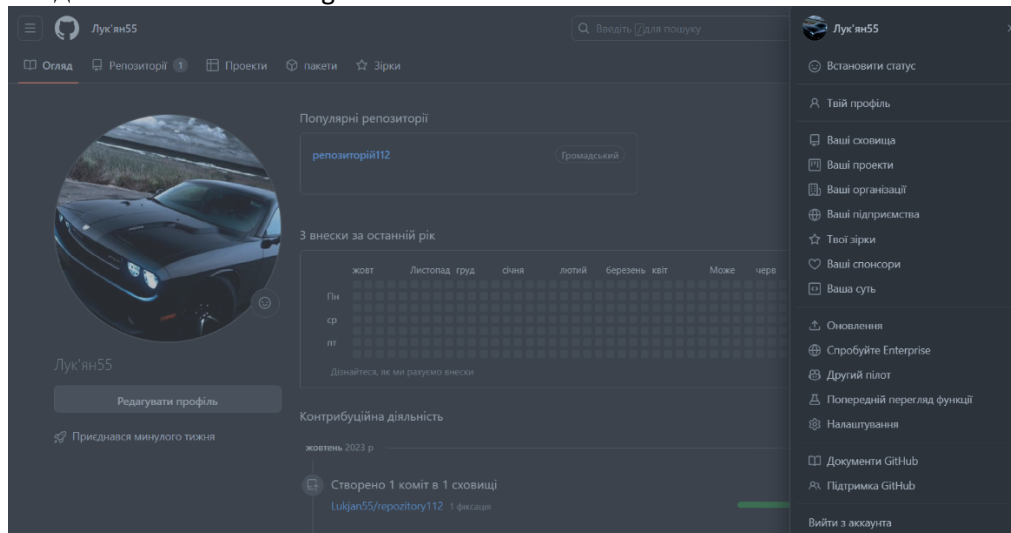 Лук'ян55
Введіть / для пошуку
Огляд Репозиторії 1 Проекти пакети Зірки
Популярні репозиторії
репозиторій112 Громадський
3 внески за останній рік
жовт Листопад груд січня лютий березень квіт Може черв
Пн
ср
пт
Дізнайтеся, як ми рахуємо внески
Лук'ян55
Редагувати профіль
Приєднався минулого тижня
Контрибуційна діяльність
жовтень 2023 р
Створено 1 коміт в 1 сховищі
Lukjan55/repozitory112 1 фіксація
Лук'ян55
Встановити статус
Твій профіль
Ваші сховища
Ваші проекти
Ваші організації
Ваші підприємства
Твої зірки
Ваші спонсори
Ваша суть
Оновлення
Спробуйте Enterprise
Другий пілот
Попередній перегляд функції
Налаштування
Документи GitHub
Підтримка GitHub
Вийти з аккаунта